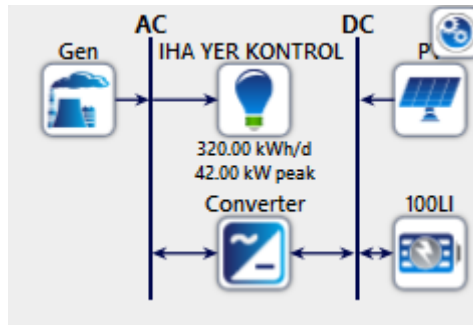 AC DC
Gen IHA YER KONTROL
320.00 kWh/d
42.00 kW peak
Converter 100LI